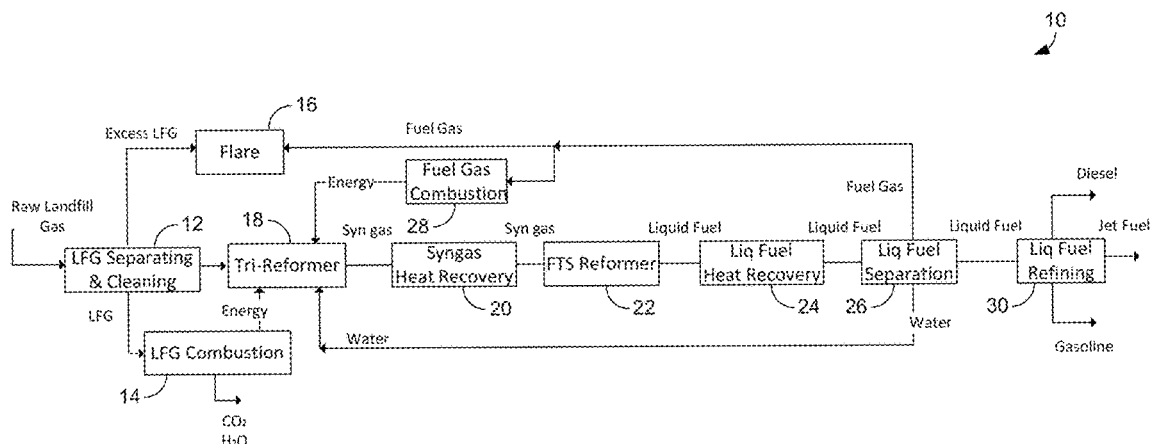 10
16
Excess LFG
Flare
Fuel Gas
Energy
Fuel Gas
Combustion
28
Fuel Gas
Diesel
Raw Landfill
Gas
12
18
LFG Separating
& Cleaning
Tri-Reformer
Syn gas
Syngas
Heat Recovery
20
Syn gas
FTS Reformer
22
Liquid Fuel
Liq Fuel
Heat Recovery
24
Liquid Fuel
Liq Fuel
Separation
26
Liquid Fuel
Liq Fuel
Refining
30
Jet Fuel
LFG
Energy
Water
Water
Gasoline
LFG Combustion
14
CO₂
H₂O